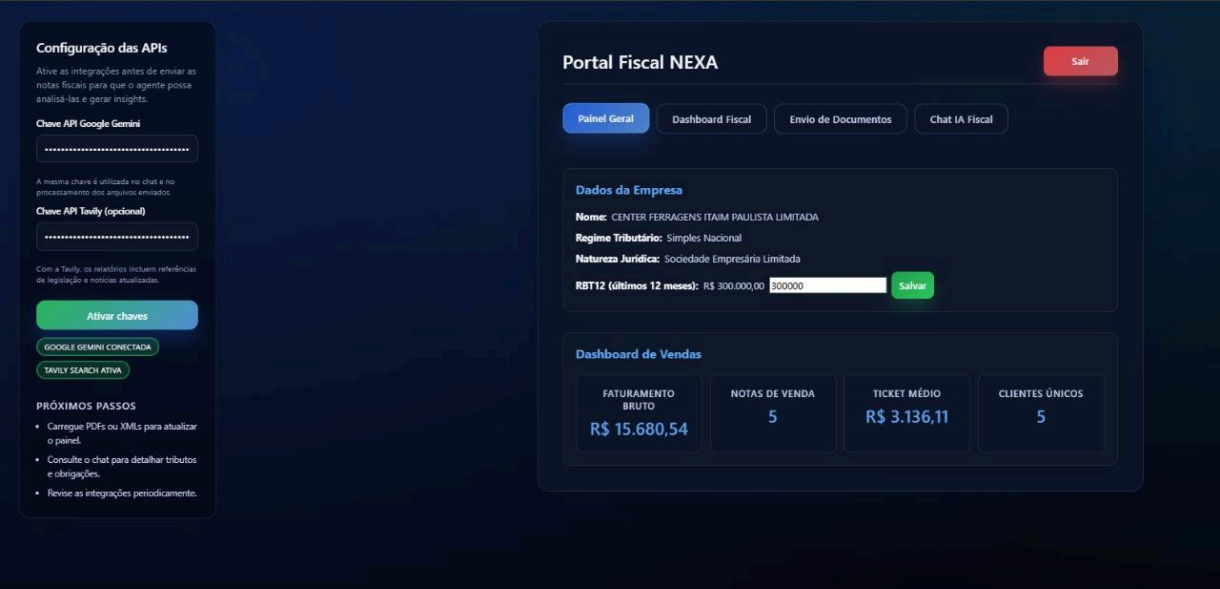 Configuração das APIs
Ative as integrações antes de enviar as
notas fiscais para que o agente possa
analisá-las e gerar insights.
Chave API Google Gemini
A mesma chave é utilizada no chat e no
processamento dos arquivos enviados.
Chave API Tavily (opcional)
Com a Tavily, os relatórios incluem referências
de legislação e notícias atualizadas.
Ativar chaves
GOOGLE GEMINI CONECTADA
TAVILY SEARCH ATIVA
PRÓXIMOS PASSOS
• Carregue PDFs ou XMLs para atualizar
o painel.
• Consulte o chat para detalhar tributos
e obrigações.
• Revise as integrações periodicamente.
Portal Fiscal NEXA
Sair
Painel Geral
Dashboard Fiscal
Envio de Documentos
Chat IA Fiscal
Dados da Empresa
Nome: CENTER FERRAGENS ITAIM PAULISTA LIMITADA
Regime Tributário: Simples Nacional
Natureza Jurídica: Sociedade Empresária Limitada
RBT12 (últimos 12 meses): R$ 300.000,00 300000 Salvar
Dashboard de Vendas
FATURAMENTO
BRUTO
R$ 15.680,54
NOTAS DE VENDA
5
TICKET MÉDIO
R$ 3.136,11
CLIENTES ÚNICOS
5